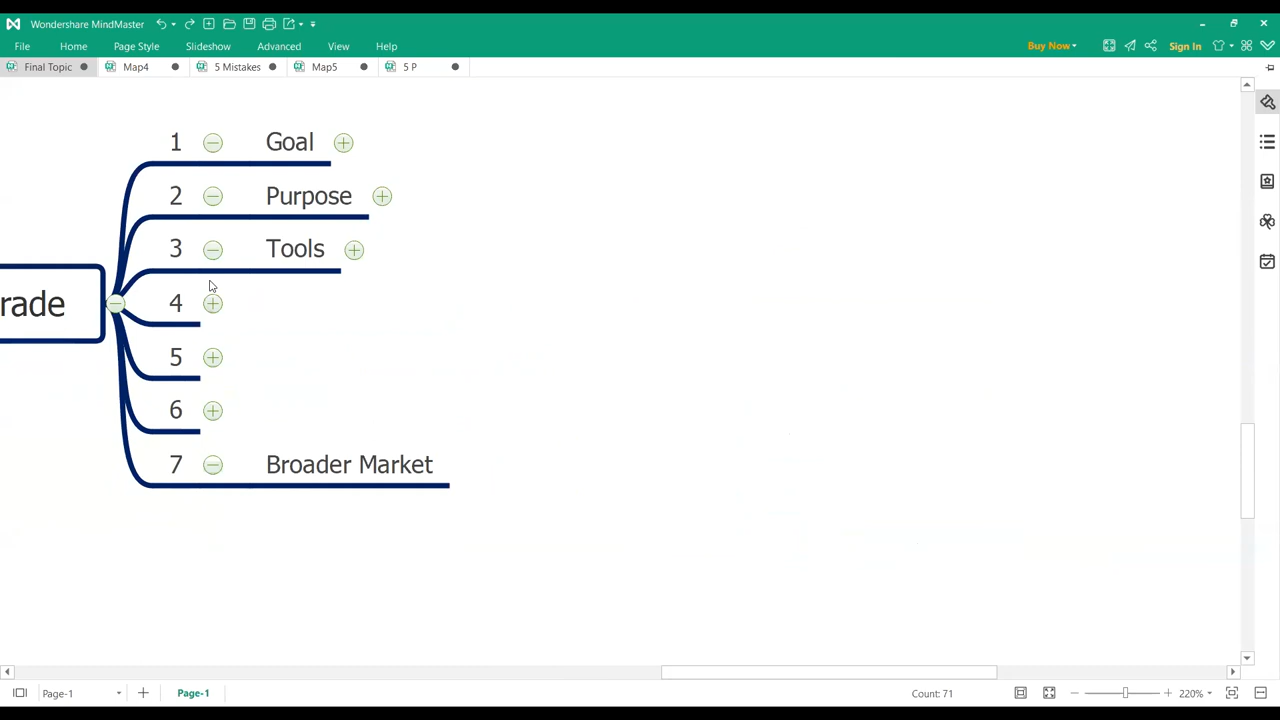 Wondershare MindMaster
File Home Page Style Slideshow Advanced View Help Buy Now Sign In
Final Topic Map4 5 Mistakes Map5 5 P
1 Goal
2 Purpose
3 Tools
rade
4
5
6
7 Broader Market
Page-1 Page-1 Count: 71 220%